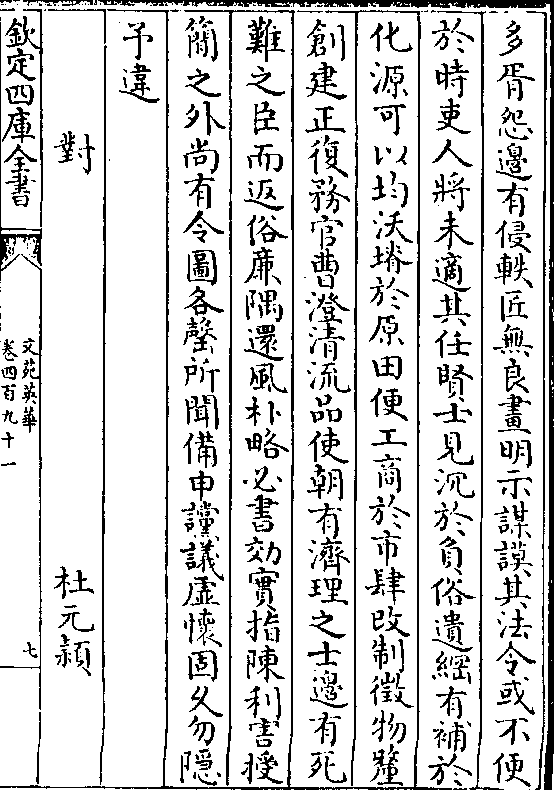 多胥怨邊有侵軼匠無良畫明示謀謨其法令或不便
於時吏人將未適其任賢士見沉於負俗遺綱有補於
化源可以均沃塉於原田便工商於市肆改制徵物釐
創建正復務官曹澄清流品使朝有濟理之士邊有死
難之臣而返俗廉隅還風朴略必書効實指陳利害授
簡之外尚有令圖各罄所聞備申讜議虛懷固久勿隱
予違
對　杜元頴
欽定四庫全書
文苑英華
卷四百九十一
七